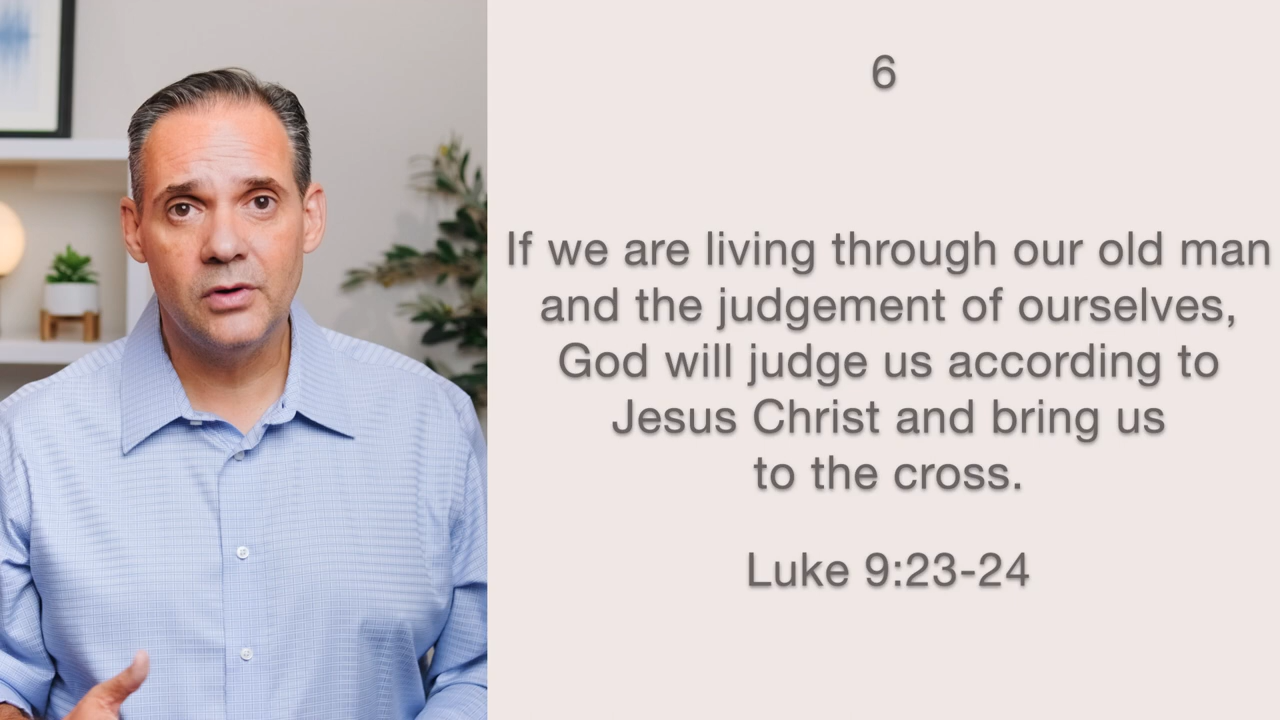 6
If we are living through our old man
and the judgement of ourselves,
God will judge us according to
Jesus Christ and bring us
to the cross.
Luke 9:23-24